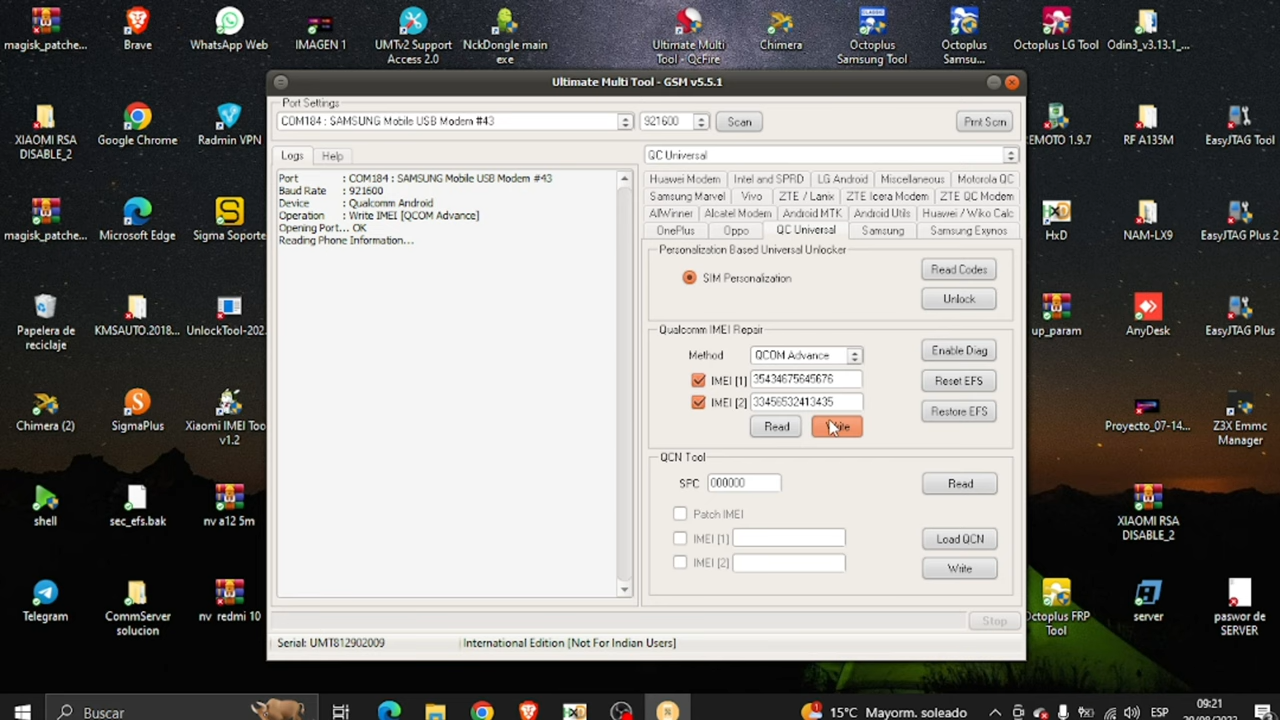 magisk_patche...
Brave
WhatsApp Web
IMAGEN 1
UMTv2 Support
Access 2.0
NckDongle main
exe
Ultimate Multi
Tool - QcFire
Chimera
Octoplus
Samsung Tool
Octoplus
Samsu...
Octoplus LG Tool
Odin3_v3.13.1_...
Ultimate Multi Tool - GSM v5.5.1
Port Settings
COM184 : SAMSUNG Mobile USB Modem #43
921600
Scan
Prnt Scrn
XIAOMI RSA
DISABLE_2
Google Chrome
Radmin VPN
REMOTO 1.9.7
RF A135M
EasyJTAG Tool
Logs
Help
QC Universal
Port : COM184 : SAMSUNG Mobile USB Modem #43
Baud Rate : 921600
Device : Qualcomm Android
Operation : Write IMEI [QCOM Advance]
Opening Port... OK
Reading Phone Information...
Huawei Modem
Intel and SPRD
LG Android
Miscellaneous
Motorola QC
Samsung Marvel
Vivo
ZTE / Lanix
ZTE Icera Modem
ZTE QC Modem
AlWinner
Alcatel Modem
Android MTK
Android Utils
Huawei / Wiko Calc
OnePlus
Oppo
QC Universal
Samsung
Samsung Exynos
Personalization Based Universal Unlocker
SIM Personalization
Read Codes
Unlock
Qualcomm IMEI Repair
Method
QCOM Advance
Enable Diag
IMEI [1]
35434675645676
Reset EFS
IMEI [2]
33456532413435
Restore EFS
Read
QCN Tool
SPC
000000
Read
Patch IMEI
IMEI [1]
Load QCN
IMEI [2]
Write
Stop
Serial: UMT812902009
International Edition [Not For Indian Users]
magisk_patche...
Microsoft Edge
Sigma Soporte
HxD
NAM-LX9
EasyJTAG Plus 2
Papelera de
reciclaje
KMSAUTO.2018...
UnlockTool-202...
up_param
AnyDesk
EasyJTAG Plus
Chimera (2)
SigmaPlus
Xiaomi IMEI Too
v1.2
Proyecto_07-14...
Z3X Emmc
Manager
shell
sec_efs.bak
nv a12 5m
XIAOMI RSA
DISABLE_2
Telegram
CommServer
solucion
nv redmi 10
Octoplus FRP
Tool
server
paswor de
SERVER
Buscar
15°C Mayorm. soleado
ESP
09:21